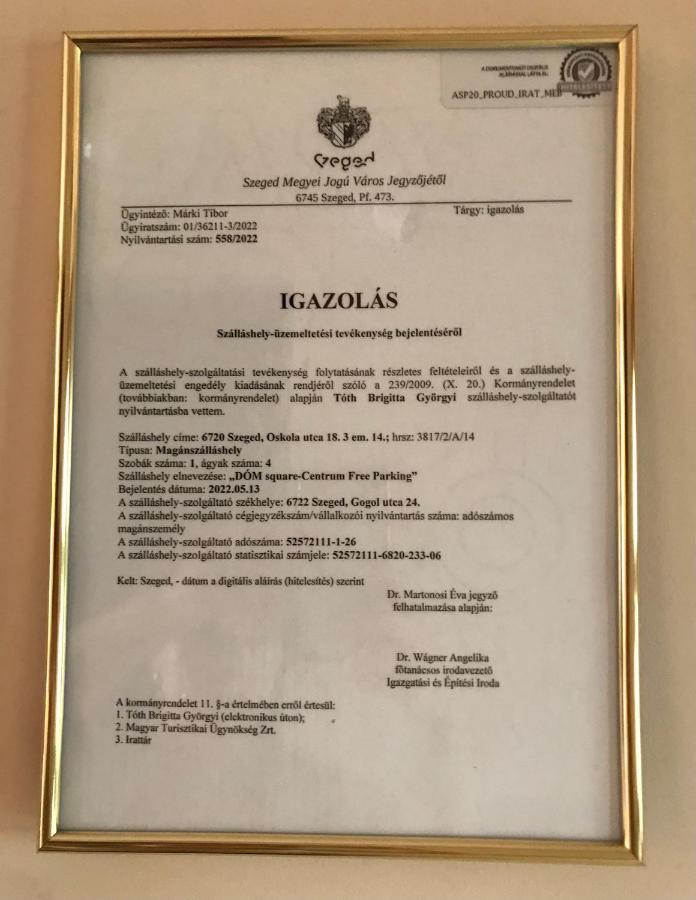 A DOKUMENTUMOT DIGITÁLIS
ALÁÍRÁSSAL LÁTTA EL:
ASP20_PROUD_IRAT_MEB
HITELESÍTETT
Szeged
Szeged Megyei Jogú Város Jegyzőjétől
6745 Szeged, Pf. 473.
Ügyintéző: Márki Tibor
Tárgy: igazolás
Ügyiratszám: 01/36211-3/2022
Nyilvántartási szám: 558/2022
IGAZOLÁS
Szálláshely-üzemeltetési tevékenység bejelentéséről
A szálláshely-szolgáltatási tevékenység folytatásának részletes feltételeiről és a szálláshely-
üzemeltetési engedély kiadásának rendjéről szóló a 239/2009. (X. 20.) Kormányrendelet
(továbbiakban: kormányrendelet) alapján Tóth Brigitta Györgyi szálláshely-szolgáltatót
nyilvántartásba vettem.
Szálláshely címe: 6720 Szeged, Oskola utca 18. 3 em. 14.; hrsz: 3817/2/A/14
Típusa: Magánszálláshely
Szobák száma: 1, ágyak száma: 4
Szálláshely elnevezése: „DÓM square-Centrum Free Parking”
Bejelentés dátuma: 2022.05.13
A szálláshely-szolgáltató székhelye: 6722 Szeged, Gogol utca 24.
A szálláshely-szolgáltató cégjegyzékszám/vállalkozói nyilvántartás száma: adószámos
magánszemély
A szálláshely-szolgáltató adószáma: 52572111-1-26
A szálláshely-szolgáltató statisztikai számjele: 52572111-6820-233-06
Kelt: Szeged, - dátum a digitális aláírás (hitelesítés) szerint
Dr. Martonosi Éva jegyző
felhatalmazása alapján:
Dr. Wágner Angelika
főtanácsos irodavezető
Igazgatási és Építési Iroda
A kormányrendelet 11. §-a értelmében erről értesül:
1. Tóth Brigitta Györgyi (elektronikus úton);
2. Magyar Turisztikai Ügynökség Zrt.
3. Irattár